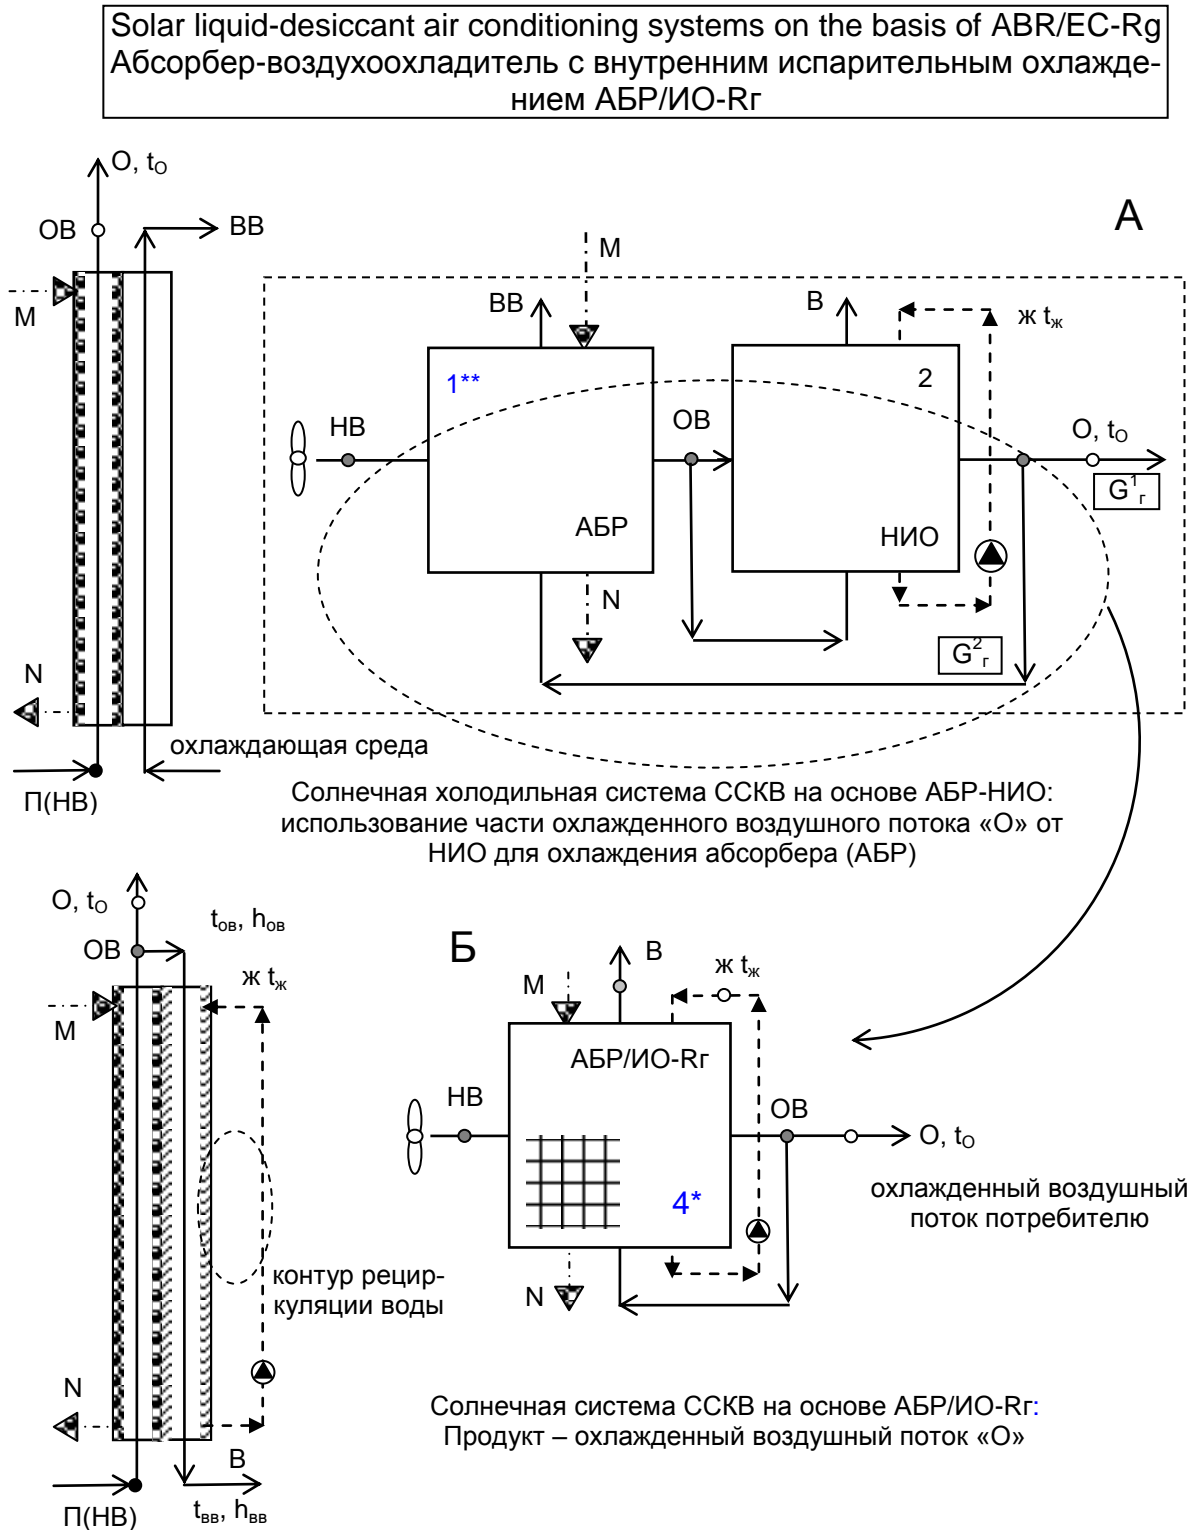 Solar liquid-desiccant air conditioning systems on the basis of ABR/EC-Rg
Абсорбер-воздухоохладитель с внутренним испарительным охлажде-
нием АБР/ИО-Rг
О, tО
ОВ
ВВ
М
N
охлаждающая среда
П(НВ)
А
М
ВВ
В
ж tж
1**
2
НВ
ОВ
О, tО
G1г
АБР
НИО
N
G2г
Солнечная холодильная система ССКВ на основе АБР-НИО:
использование части охлажденного воздушного потока «О» от
НИО для охлаждения абсорбера (АБР)
О, tО
tов, hов
ОВ
ж tж
М
контур рецир-
куляции воды
N
В
П(НВ)
tвв, hвв
Б
В
М
ж tж
АБР/ИО-Rг
НВ
ОВ
О, tО
4*
охлажденный воздушный
поток потребителю
N
Солнечная система ССКВ на основе АБР/ИО-Rг:
Продукт – охлажденный воздушный поток «О»